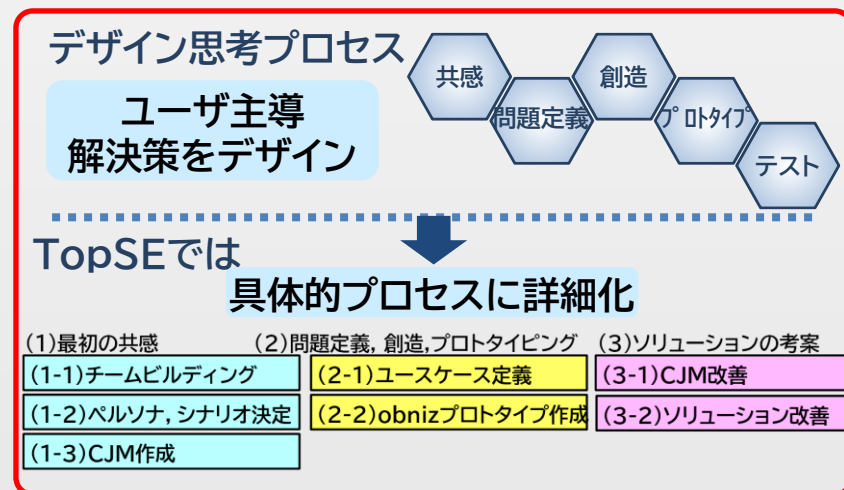 デザイン思考プロセス
ユーザ主導
解決策をデザイン
共感
問題定義
創造
プロトタイプ
テスト
TopSEでは
具体的プロセスに詳細化
(1)最初の共感
(1-1)チームビルディング
(1-2)ペルソナ,シナリオ決定
(1-3)CJM作成
(2)問題定義,創造,プロトタイピング
(2-1)ユースケース定義
(2-2)obnizプロトタイプ作成
(3)ソリューションの考案
(3-1)CJM改善
(3-2)ソリューション改善